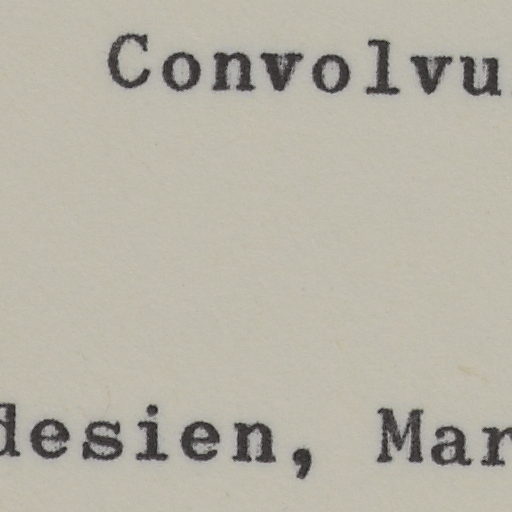 Convolvu
desien, Mar